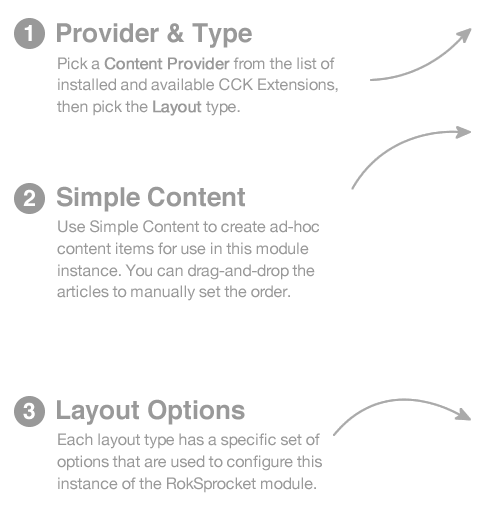 1 Provider & Type
Pick a Content Provider from the list of
installed and available CCK Extensions,
then pick the Layout type.
2 Simple Content
Use Simple Content to create ad-hoc
content items for use in this module
instance. You can drag-and-drop the
articles to manually set the order.
3 Layout Options
Each layout type has a specific set of
options that are used to configure this
instance of the RokSprocket module.